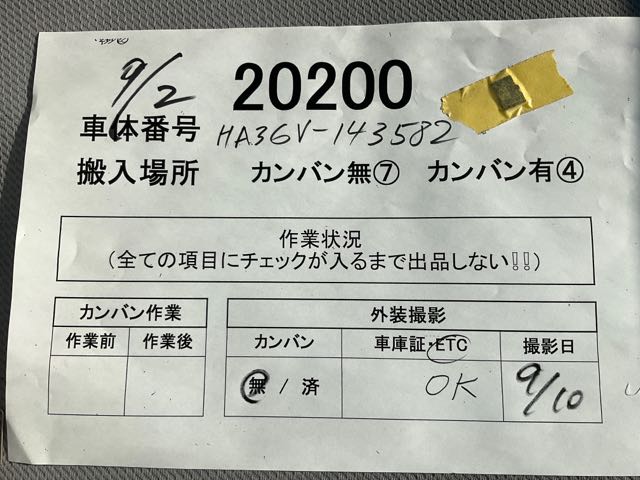 9/2 20200
車体番号 HA36V-143582
搬入場所 カンバン無⑦ カンバン有④
作業状況
(全ての項目にチェックが入るまで出品しない!!)
カンバン作業 外装撮影
作業前 作業後 カンバン 車庫証・ETC 撮影日
無 / 済 OK 9/10